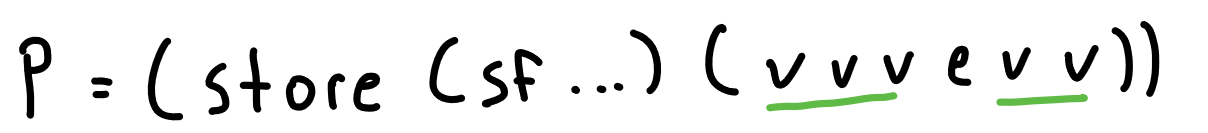 P = (store (sf ...) (v v v e v v))